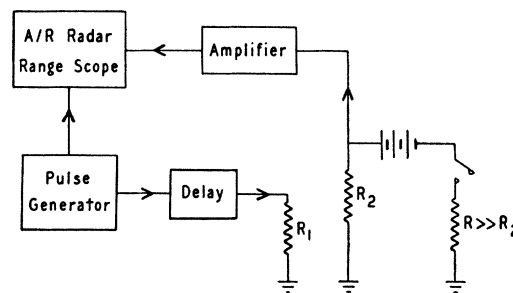 A/R Radar
Range Scope
Amplifier
Pulse
Generator
Delay
R1
R2
R>>R2